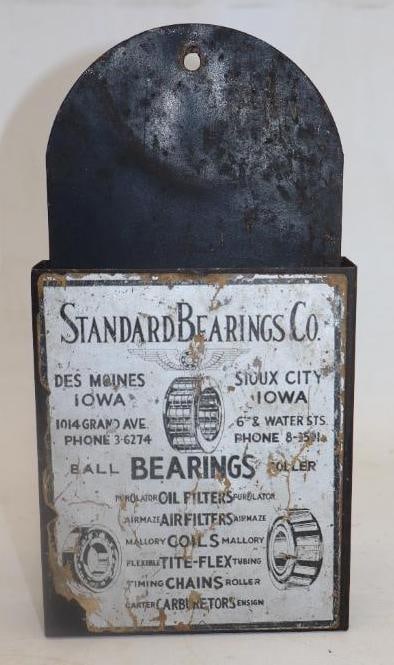 STANDARD BEARINGS CO.
DES MOINES SIOUX CITY
IOWA IOWA
1014 GRAND AVE. 6TH & WATER STS.
PHONE 3-6274 PHONE
BALL BEARINGS ROLLER
PUROLATOR OIL FILTERS PUROLATOR
AIRMAZE AIR FILTERS AIRMAZE
MALLORY COILS MALLORY
FLEXIBLE TITE-FLEX TUBING
TIMING CHAINS ROLLER
CARTER CARBURETORS ENSIGN